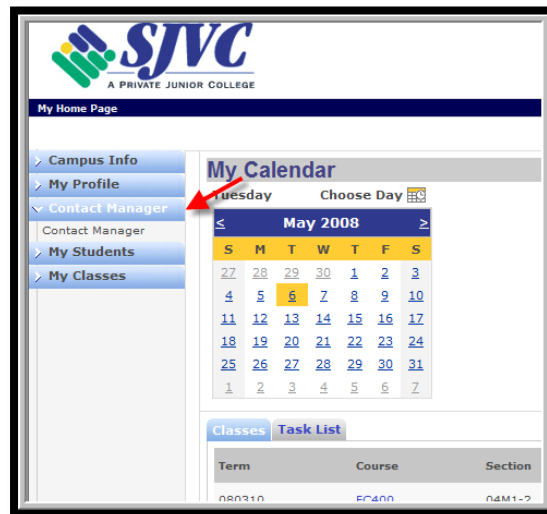 SJVC
A PRIVATE JUNIOR COLLEGE
My Home Page
Campus Info
My Profile
Contact Manager
Contact Manager
My Students
My Classes
My Calendar
Tuesday Choose Day
< May 2008 >
S M T W T F S
27 28 29 30 1 2 3
4 5 6 7 8 9 10
11 12 13 14 15 16 17
18 19 20 21 22 23 24
25 26 27 28 29 30 31
1 2 3 4 5 6 7
Classes Task List
Term Course Section
080310 EC400 04M1-2